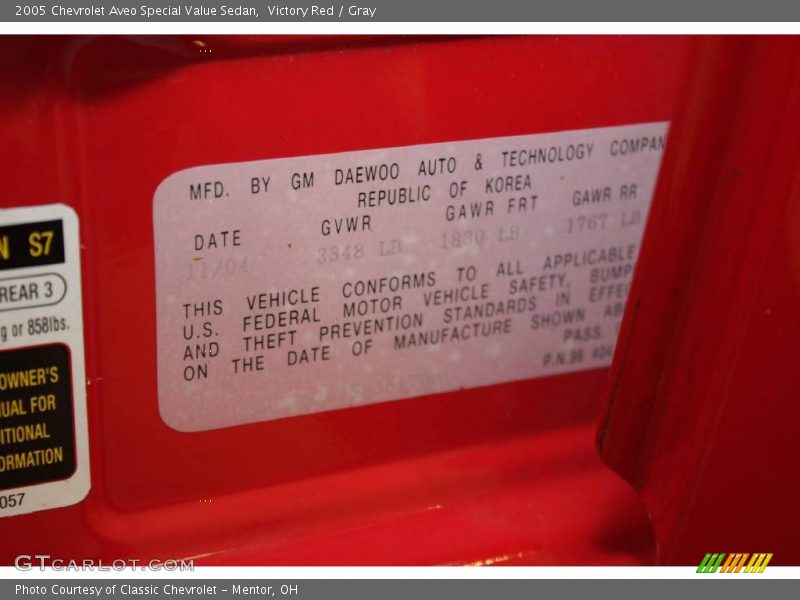 2005 Chevrolet Aveo Special Value Sedan, Victory Red / Gray
MFD. BY GM DAEWOO AUTO & TECHNOLOGY COMPAN
REPUBLIC OF KOREA
DATE GVWR GAWR FRT GAWR RR
11/04 3348 LB 1830 LB 1767 LB
THIS VEHICLE CONFORMS TO ALL APPLICABLE
U.S. FEDERAL MOTOR VEHICLE SAFETY, BUMP
AND THEFT PREVENTION STANDARDS IN EFFE
ON THE DATE OF MANUFACTURE SHOWN AB
PASS.
P.N.96 404
N S7
REAR 3
g or 858lbs.
OWNER'S
UAL FOR
ITIONAL
ORMATION
057
GTCARLOT.COM
Photo Courtesy of Classic Chevrolet - Mentor, OH